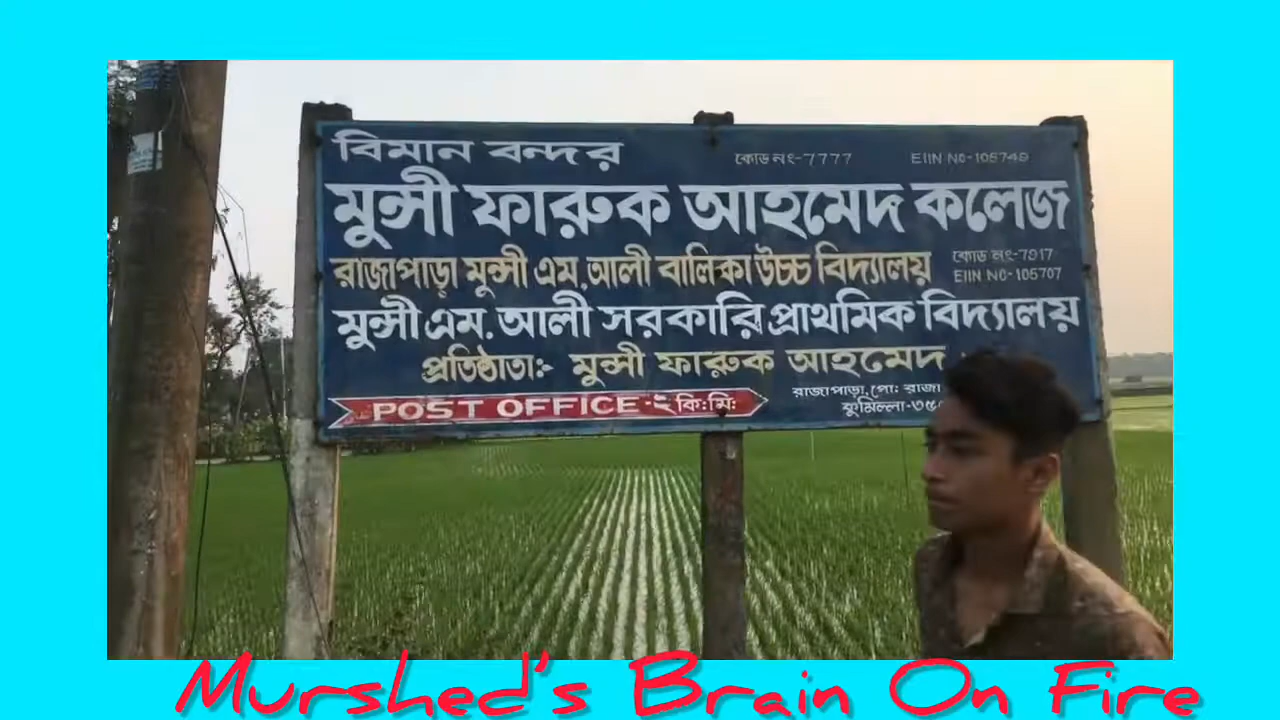 বিমান বন্দর
কোড নং-7777 EIIN NO-105749
মুন্সী ফারুক আহমেদ কলেজ
রাজাপাড়া মুন্সী এম.আলী বালিকা উচ্চ বিদ্যালয়
কোড নং-7917
EIIN NO-105707
মুন্সী এম. আলী সরকারি প্রাথমিক বিদ্যালয়
প্রতিষ্ঠাতা:- মুন্সী ফারুক আহমেদ
POST OFFICE-২ কি:মি:
রাজাপাড়া, পো: রাজা
কুমিল্লা-৩৫
Murshed's Brain On Fire